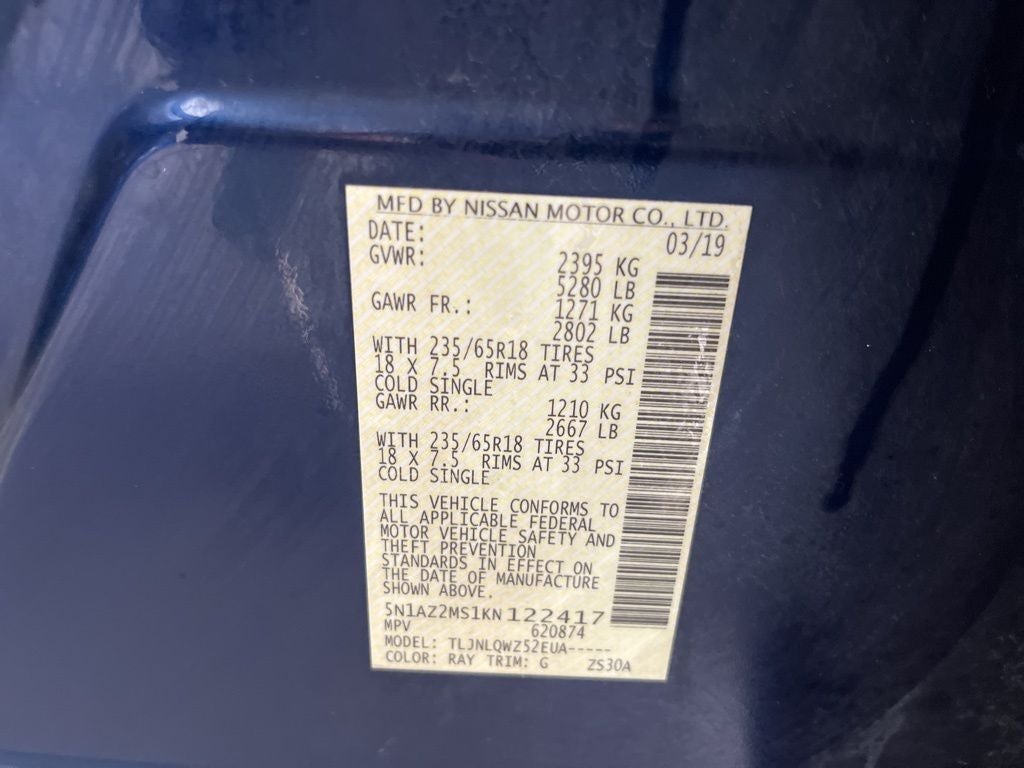 MFD BY NISSAN MOTOR CO., LTD.
DATE: 03/19
GVWR: 2395 KG
5280 LB
GAWR FR.: 1271 KG
2802 LB
WITH 235/65R18 TIRES
18 X 7.5 RIMS AT 33 PSI
COLD SINGLE
GAWR RR.: 1210 KG
2667 LB
WITH 235/65R18 TIRES
18 X 7.5 RIMS AT 33 PSI
COLD SINGLE
THIS VEHICLE CONFORMS TO
ALL APPLICABLE FEDERAL
MOTOR VEHICLE SAFETY AND
THEFT PREVENTION
STANDARDS IN EFFECT ON
THE DATE OF MANUFACTURE
SHOWN ABOVE.
5N1AZ2MS1KN122417
MPV 620874
MODEL: TLJNLQWZ52EUA-----
COLOR: RAY TRIM: G ZS30A